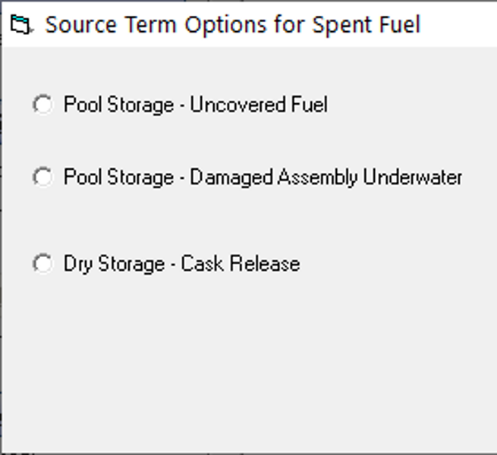 Source Term Options for Spent Fuel
Pool Storage - Uncovered Fuel
Pool Storage - Damaged Assembly Underwater
Dry Storage - Cask Release